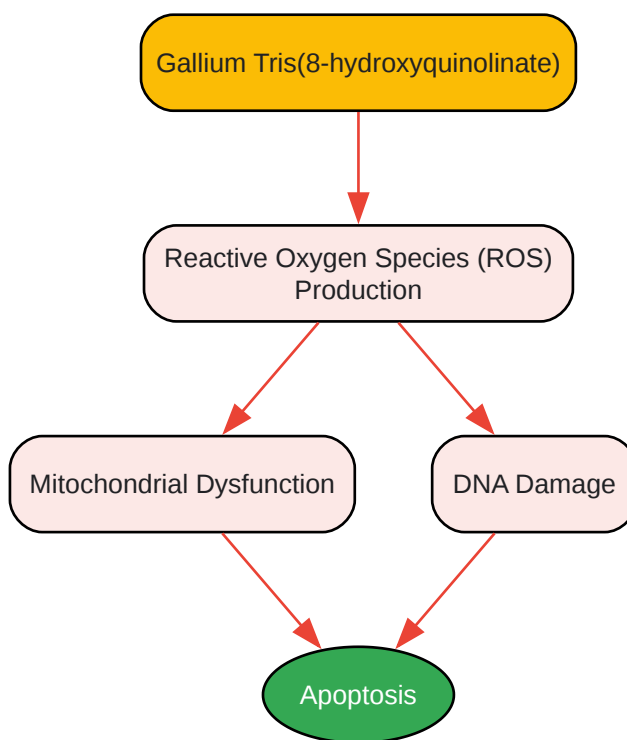 Gallium Tris(8-hydroxyquinolinate)
Reactive Oxygen Species (ROS)
Production
Mitochondrial Dysfunction
DNA Damage
Apoptosis